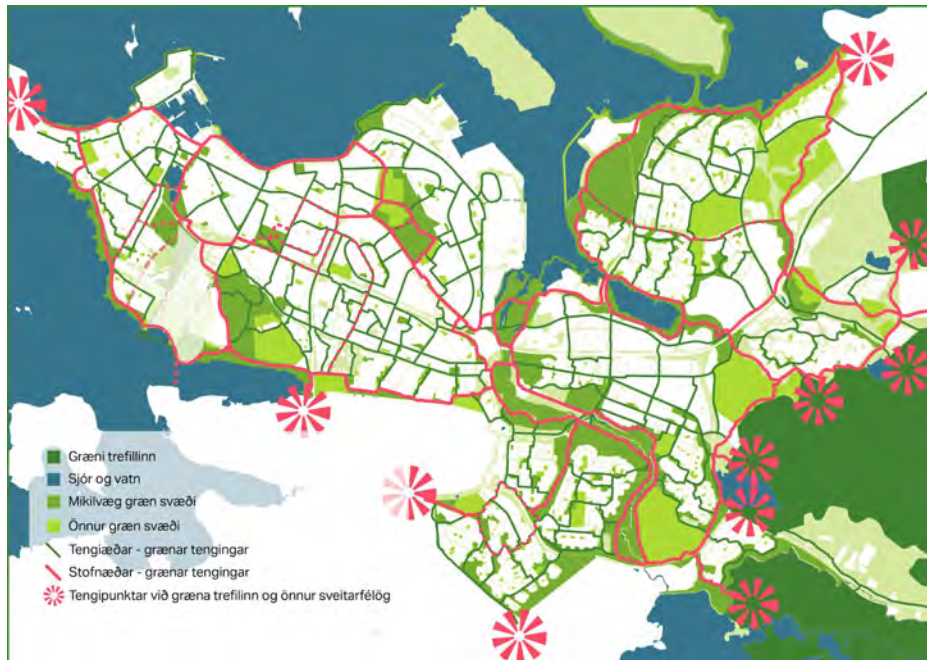 Græni trefillinn
Sjór og vatn
Mikilvæg græn svæði
Önnur græn svæði
Tengiæðar - grænar tengingar
Stofnæðar - grænar tengingar
Tengipunktar við græna trefilinn og önnur sveitarfélög